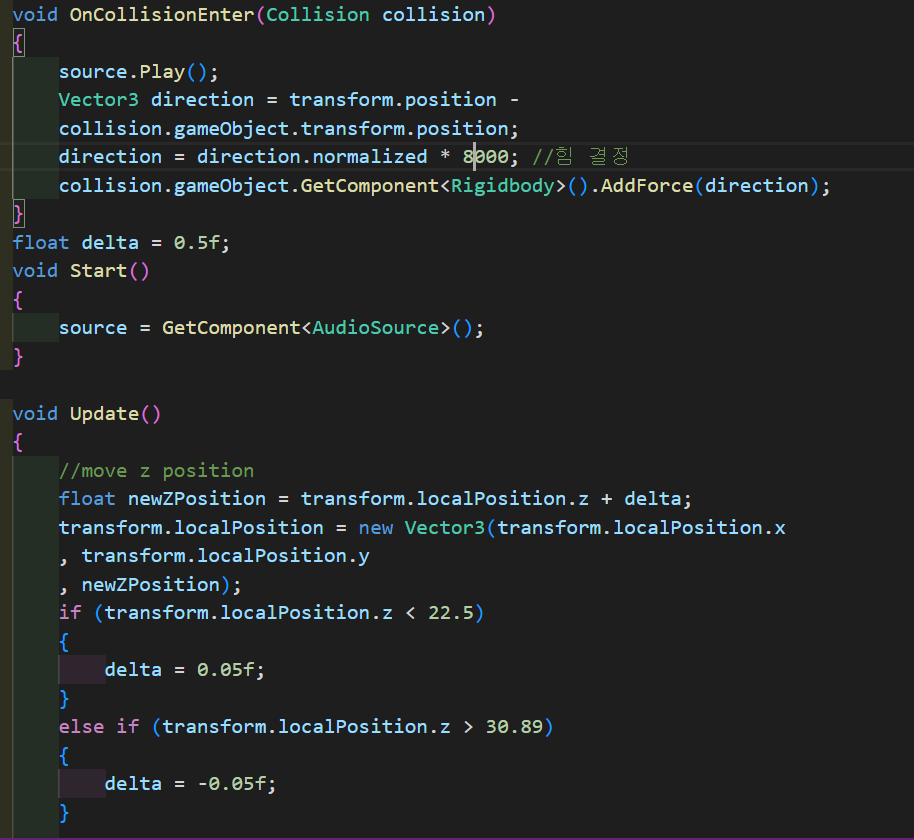 void OnCollisionEnter(Collision collision)
{
source.Play();
Vector3 direction = transform.position -
collision.gameObject.transform.position;
direction = direction.normalized * 8000; //힘 결정
collision.gameObject.GetComponent<Rigidbody>().AddForce(direction);
}
float delta = 0.5f;
void Start()
{
source = GetComponent<AudioSource>();
}
void Update()
{
//move z position
float newZPosition = transform.localPosition.z + delta;
transform.localPosition = new Vector3(transform.localPosition.x
, transform.localPosition.y
, newZPosition);
if (transform.localPosition.z < 22.5)
{
delta = 0.05f;
}
else if (transform.localPosition.z > 30.89)
{
delta = -0.05f;
}